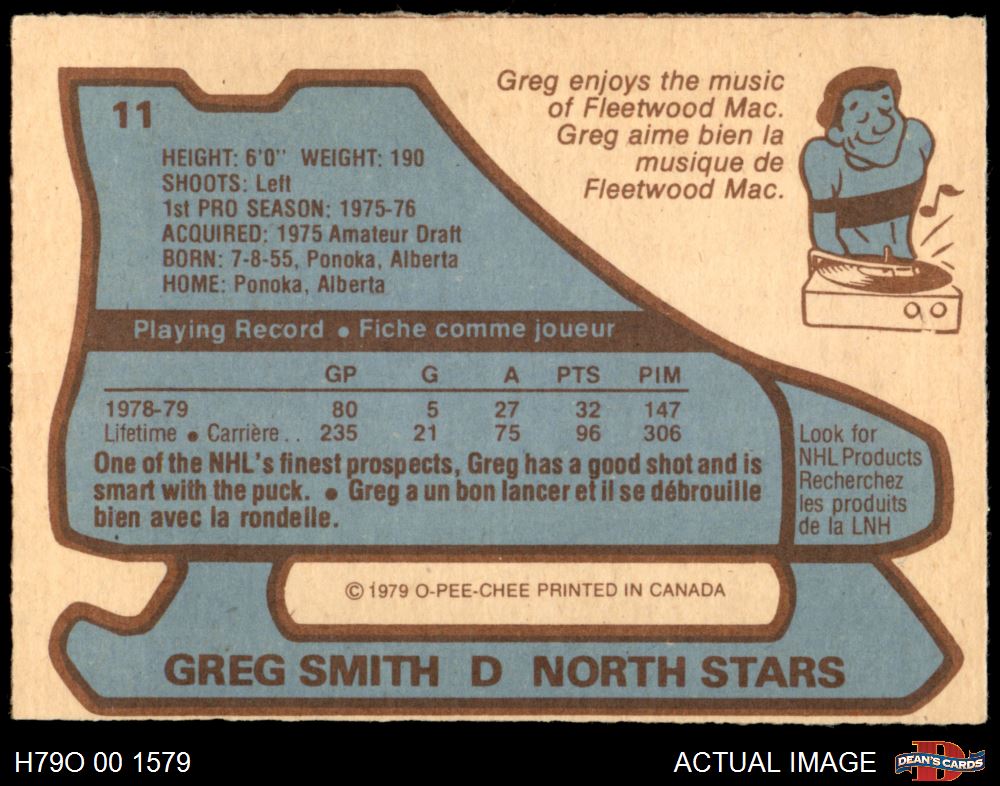 11
Greg enjoys the music
of Fleetwood Mac.
Greg aime bien la
musique de
Fleetwood Mac.
HEIGHT: 6'0" WEIGHT: 190
SHOOTS: Left
1st PRO SEASON: 1975-76
ACQUIRED: 1975 Amateur Draft
BORN: 7-8-55, Ponoka, Alberta
HOME: Ponoka, Alberta
Playing Record • Fiche comme joueur
GP G A PTS PIM
1978-79 80 5 27 32 147
Lifetime • Carrière . . 235 21 75 96 306
One of the NHL's finest prospects, Greg has a good shot and is
smart with the puck. • Greg a un bon lancer et il se débrouille
bien avec la rondelle.
Look for
NHL Products
Recherchez
les produits
de la LNH
© 1979 O-PEE-CHEE PRINTED IN CANADA
GREG SMITH D NORTH STARS
H79O 00 1579
ACTUAL IMAGE
D
DEAN'S CARDS